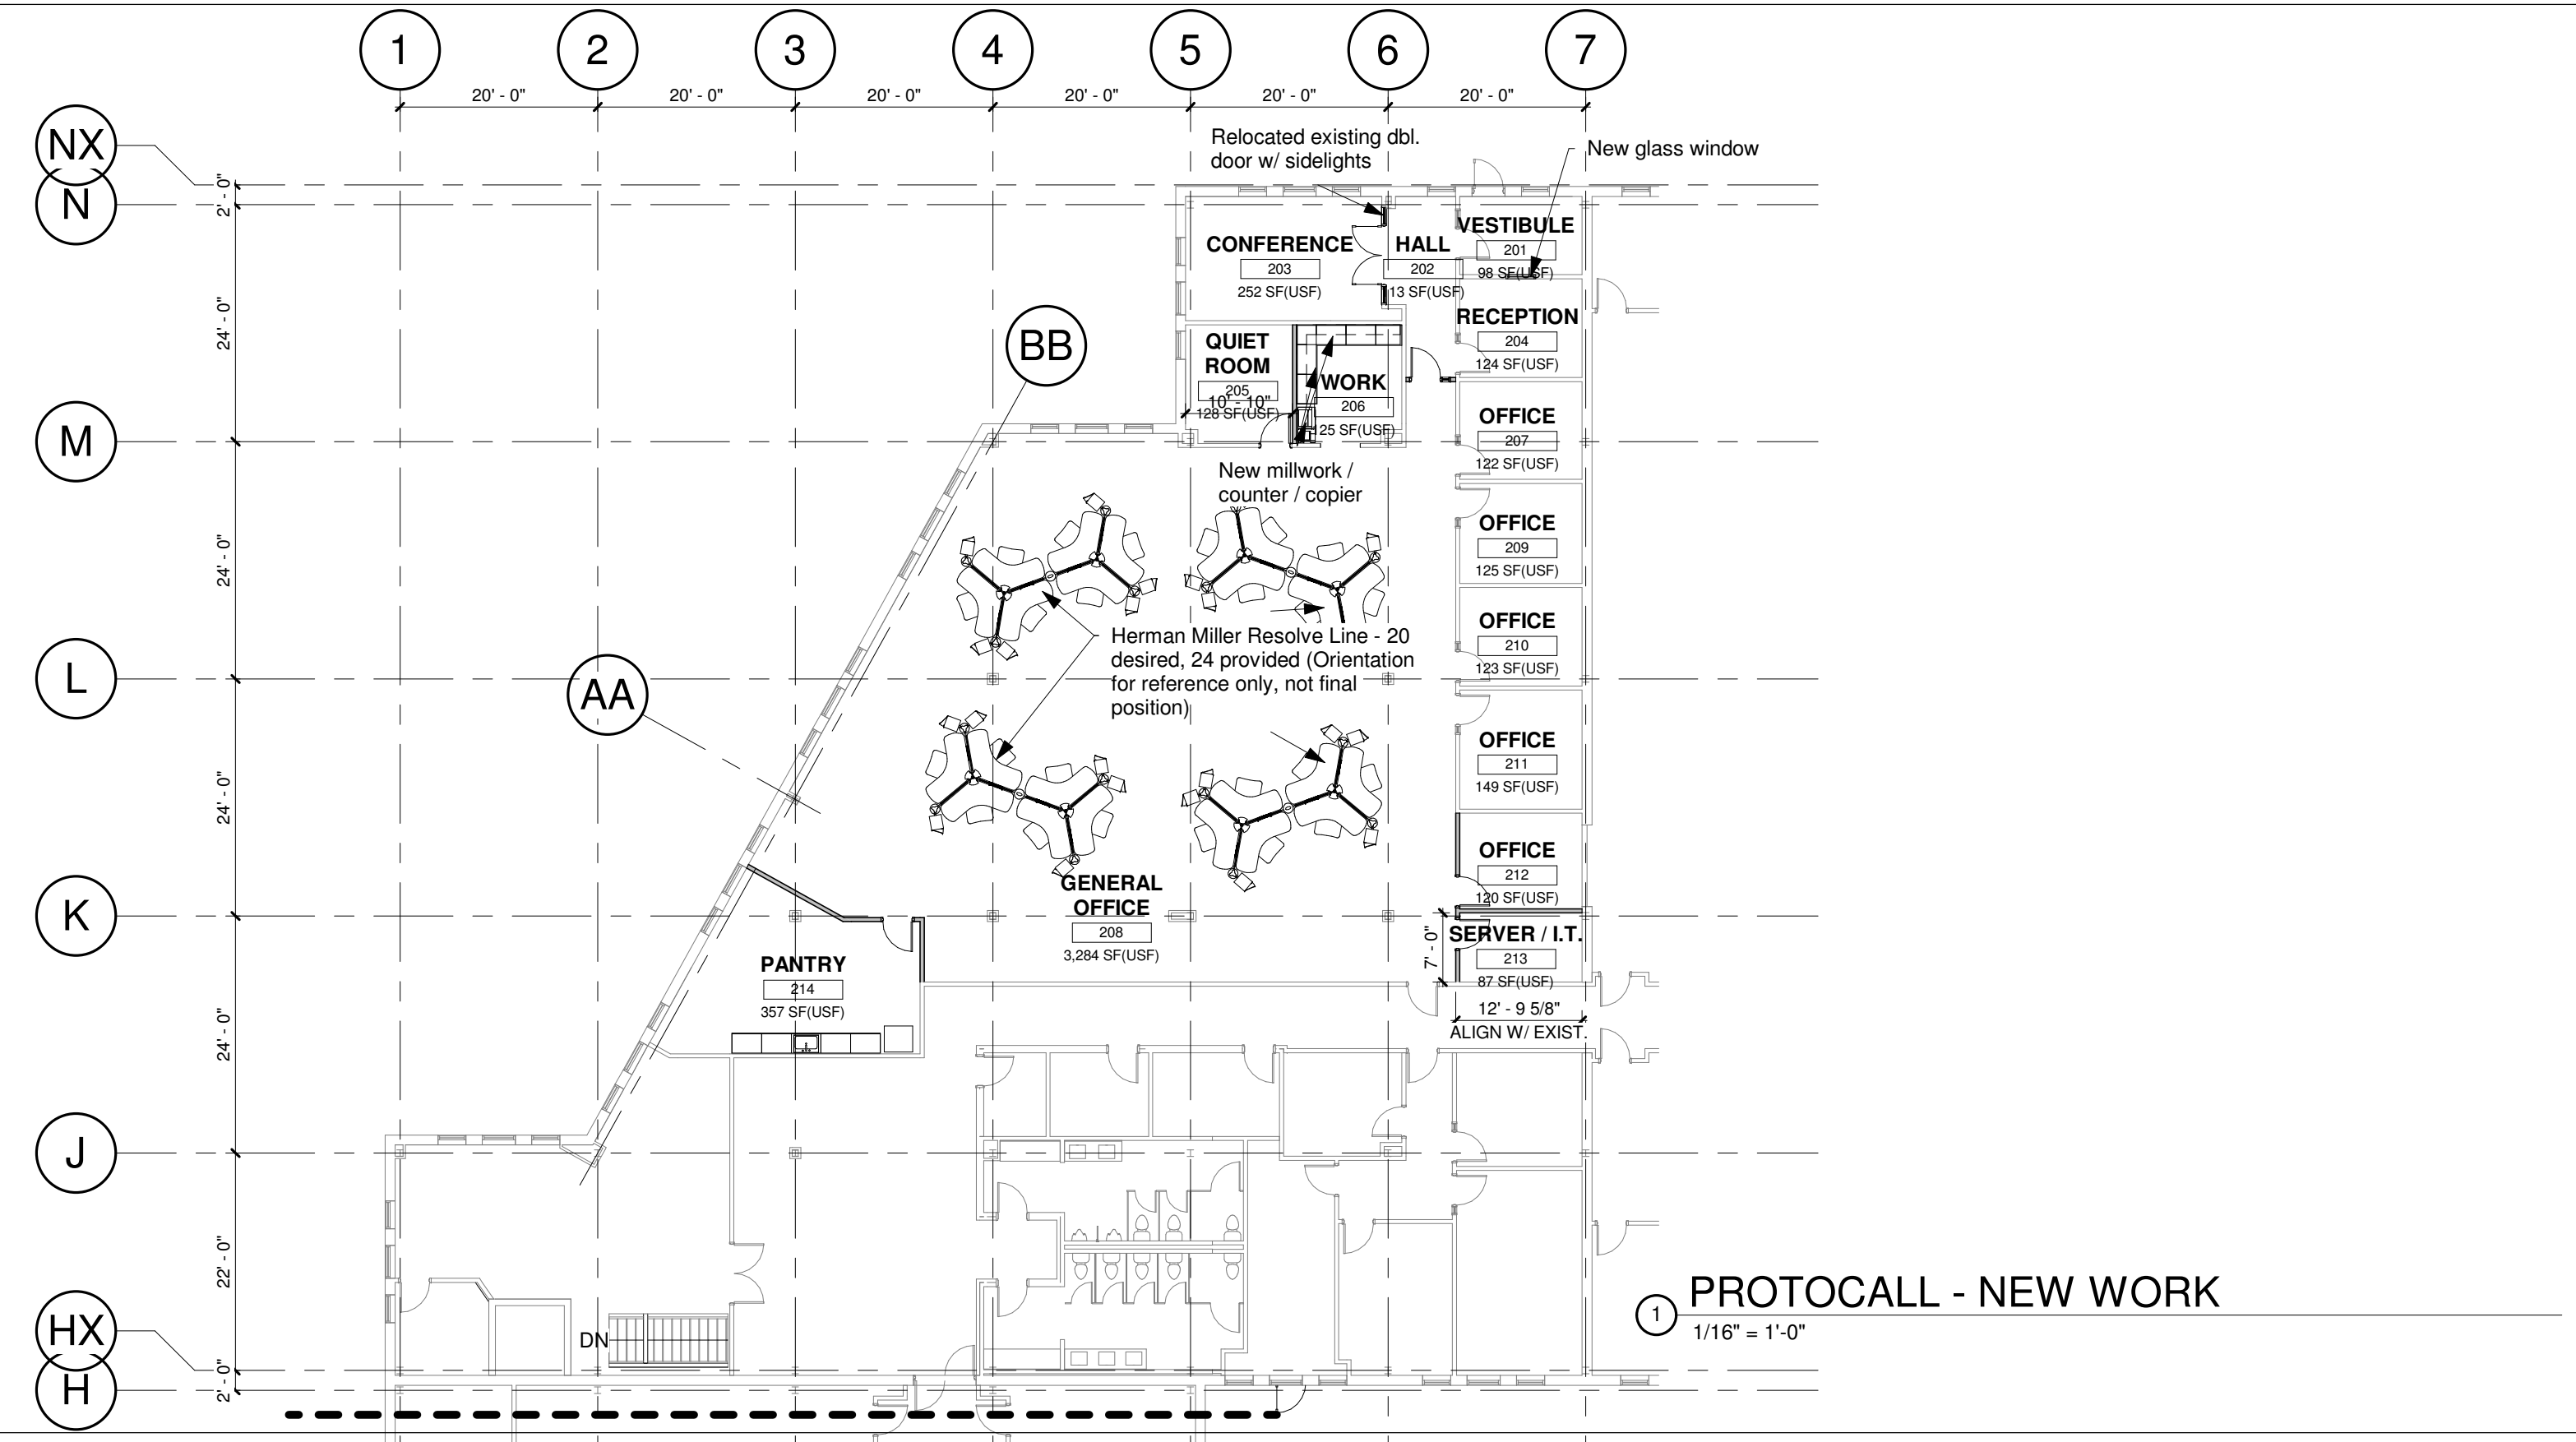 1 2 3 4 5 6 7
20' - 0" 20' - 0" 20' - 0" 20' - 0" 20' - 0" 20' - 0"
NX
N
M
L
K
J
HX
H
2' - 0"
24' - 0"
24' - 0"
24' - 0"
24' - 0"
22' - 0"
2' - 0"
BB
AA
Relocated existing dbl.
door w/ sidelights
New glass window
CONFERENCE
203
252 SF(USF)
HALL
202
13 SF(USF)
VESTIBULE
201
98 SF(USF)
RECEPTION
204
124 SF(USF)
QUIET
ROOM
205
10' - 10"
128 SF(USF)
WORK
206
25 SF(USF)
OFFICE
207
122 SF(USF)
New millwork /
counter / copier
OFFICE
209
125 SF(USF)
OFFICE
210
123 SF(USF)
Herman Miller Resolve Line - 20
desired, 24 provided (Orientation
for reference only, not final
position)
OFFICE
211
149 SF(USF)
OFFICE
212
120 SF(USF)
GENERAL
OFFICE
208
3,284 SF(USF)
SERVER / I.T.
213
87 SF(USF)
7' - 0"
12' - 9 5/8"
ALIGN W/ EXIST.
PANTRY
214
357 SF(USF)
DN
1 PROTOCALL - NEW WORK
1/16" = 1'-0"